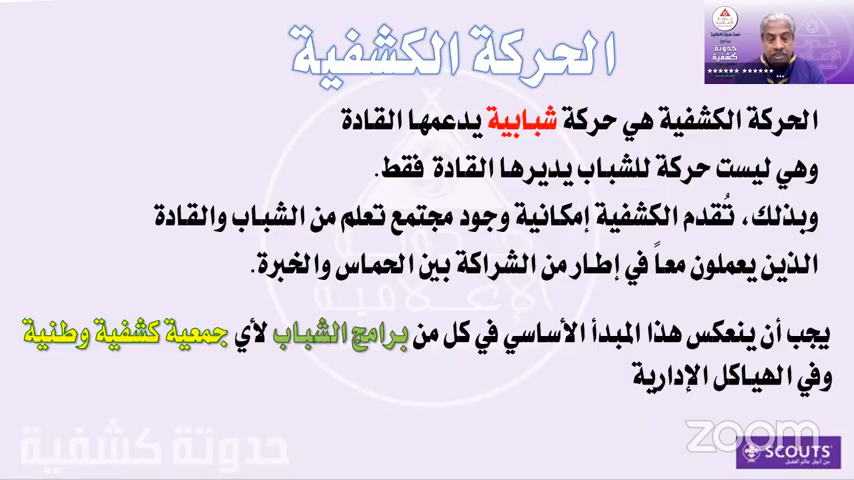 الحركة الكشفية
الحركة الكشفية هي حركة شبابية يدعمها القادة
وهي ليست حركة للشباب يديرها القادة فقط.
وبذلك، تُقدم الكشفية إمكانية وجود مجتمع تعلم من الشباب والقادة
الذين يعملون معاً في إطار من الشراكة بين الحماس والخبرة.
يجب أن ينعكس هذا المبدأ الأساسي في كل من برامج الشباب لأي جمعية كشفية وطنية
وفي الهياكل الإدارية
حدوتة كشفية
zoom
SCOUTS
من أجل عالم أفضل
حدوتة
كشفية